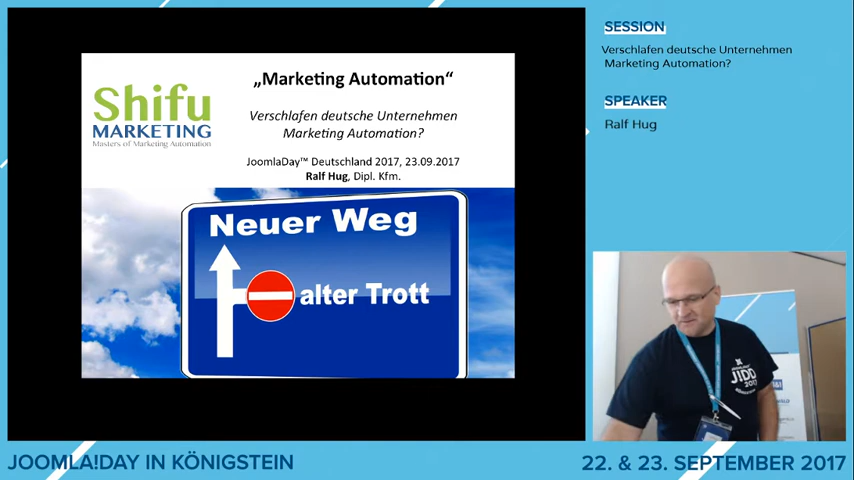 „Marketing Automation“
Shifu
MARKETING
Masters of Marketing Automation
Verschlafen deutsche Unternehmen
Marketing Automation?
JoomlaDay™ Deutschland 2017, 23.09.2017
Ralf Hug, Dipl. Kfm.
Neuer Weg
alter Trott
SESSION
Verschlafen deutsche Unternehmen
Marketing Automation?
SPEAKER
Ralf Hug
JIDD
2017
JOOMLA!DAY IN KÖNIGSTEIN
22. & 23. SEPTEMBER 2017